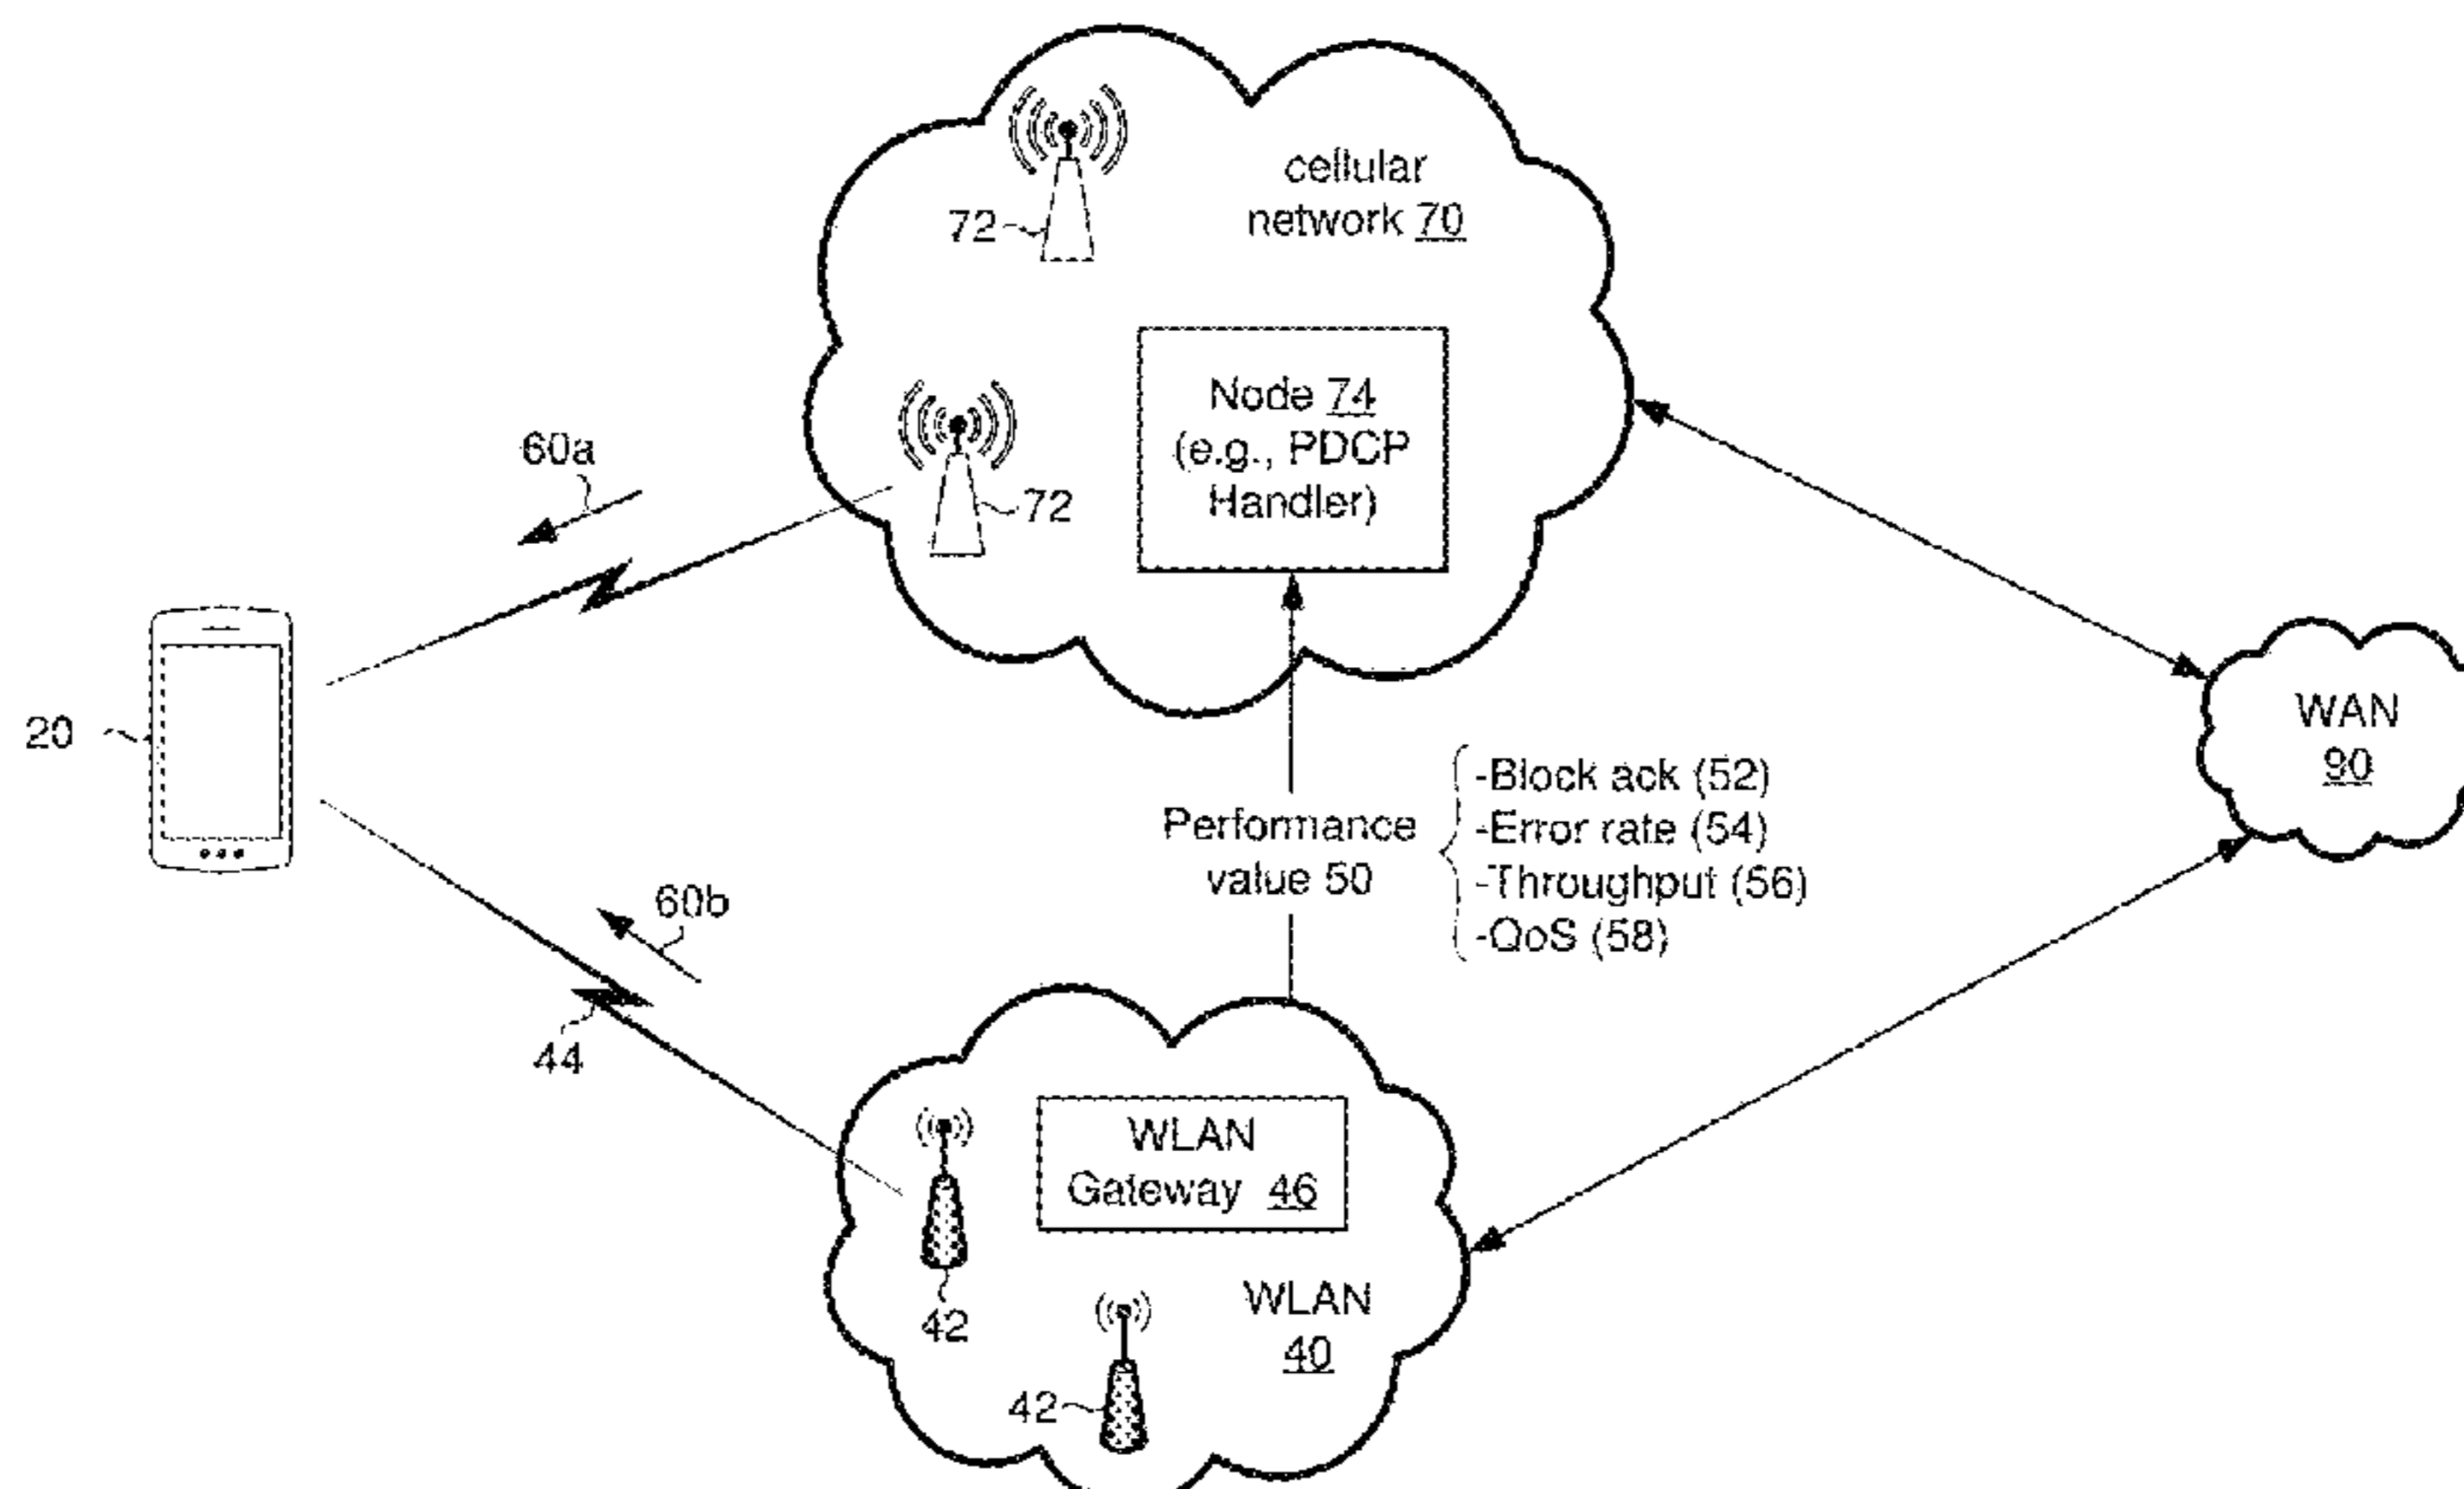 cellular
network 70
72
Node 74
(e.g., PDCP
Handler)
72
60a
20
WAN
90
Performance
value 50
-Block ack (52)
-Error rate (54)
-Throughput (56)
-QoS (58)
60b
44
WLAN
Gateway 46
42
WLAN
40
42